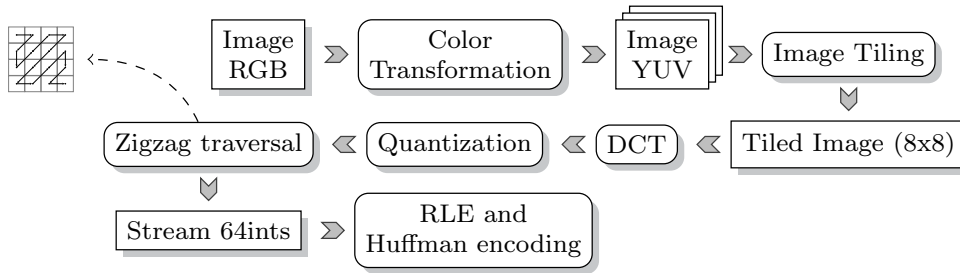 Image
RGB
Color
Transformation
Image
YUV
Image Tiling
Zigzag traversal
Quantization
DCT
Tiled Image (8x8)
Stream 64ints
RLE and
Huffman encoding